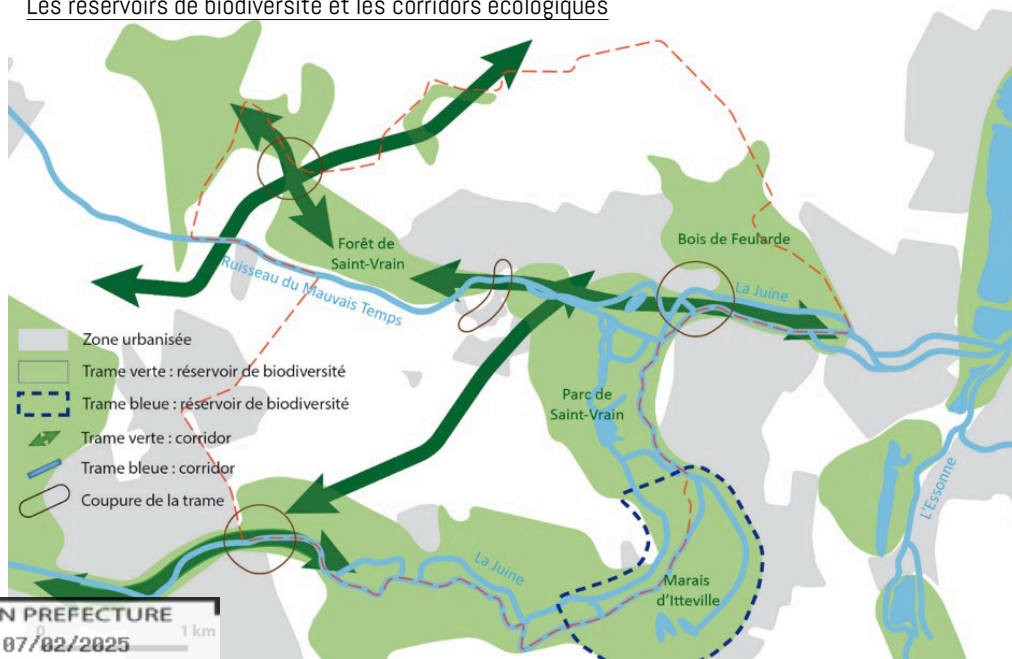 Les réservoirs de biodiversité et les corridors écologiques
Forêt de
Saint-Vrain
Bois de Feularde
Ruisseau du Mauvais Temps
La Juine
Zone urbanisée
Trame verte : réservoir de biodiversité
Trame bleue : réservoir de biodiversité
Trame verte : corridor
Trame bleue : corridor
Coupure de la trame
Parc de
Saint-Vrain
L'Essonne
La Juine
Marais
d'Itteville
N PREFECTURE
0 1 km
07/02/2025